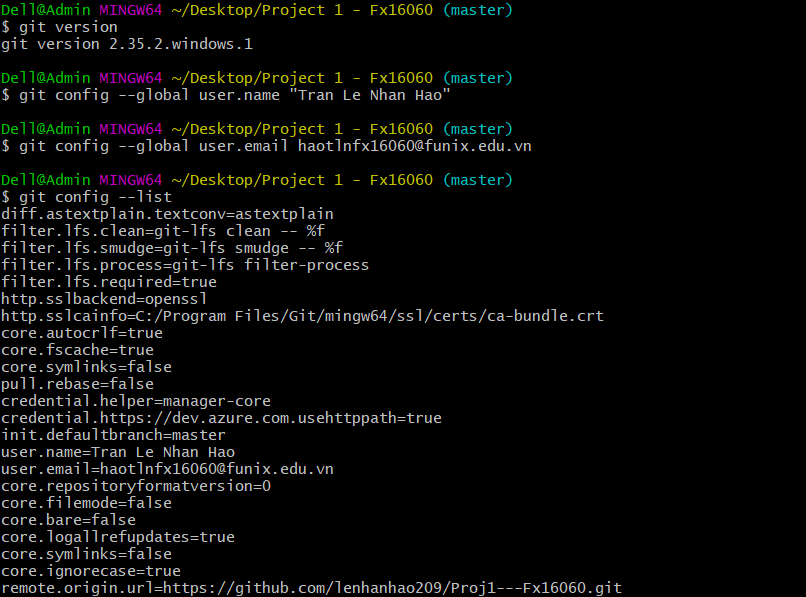 Dell@Admin MINGW64 ~/Desktop/Project 1 - Fx16060 (master)
$ git version
git version 2.35.2.windows.1

Dell@Admin MINGW64 ~/Desktop/Project 1 - Fx16060 (master)
$ git config --global user.name "Tran Le Nhan Hao"

Dell@Admin MINGW64 ~/Desktop/Project 1 - Fx16060 (master)
$ git config --global user.email haotlnfx16060@funix.edu.vn

Dell@Admin MINGW64 ~/Desktop/Project 1 - Fx16060 (master)
$ git config --list
diff.astextplain.textconv=astextplain
filter.lfs.clean=git-lfs clean -- %f
filter.lfs.smudge=git-lfs smudge -- %f
filter.lfs.process=git-lfs filter-process
filter.lfs.required=true
http.sslbackend=openssl
http.sslcainfo=C:/Program Files/Git/mingw64/ssl/certs/ca-bundle.crt
core.autocrlf=true
core.fscache=true
core.symlinks=false
pull.rebase=false
credential.helper=manager-core
credential.https://dev.azure.com.usehttppath=true
init.defaultbranch=master
user.name=Tran Le Nhan Hao
user.email=haotlnfx16060@funix.edu.vn
core.repositoryformatversion=0
core.filemode=false
core.bare=false
core.logallrefupdates=true
core.symlinks=false
core.ignorecase=true
remote.origin.url=https://github.com/lenhanhao209/Proj1---Fx16060.git